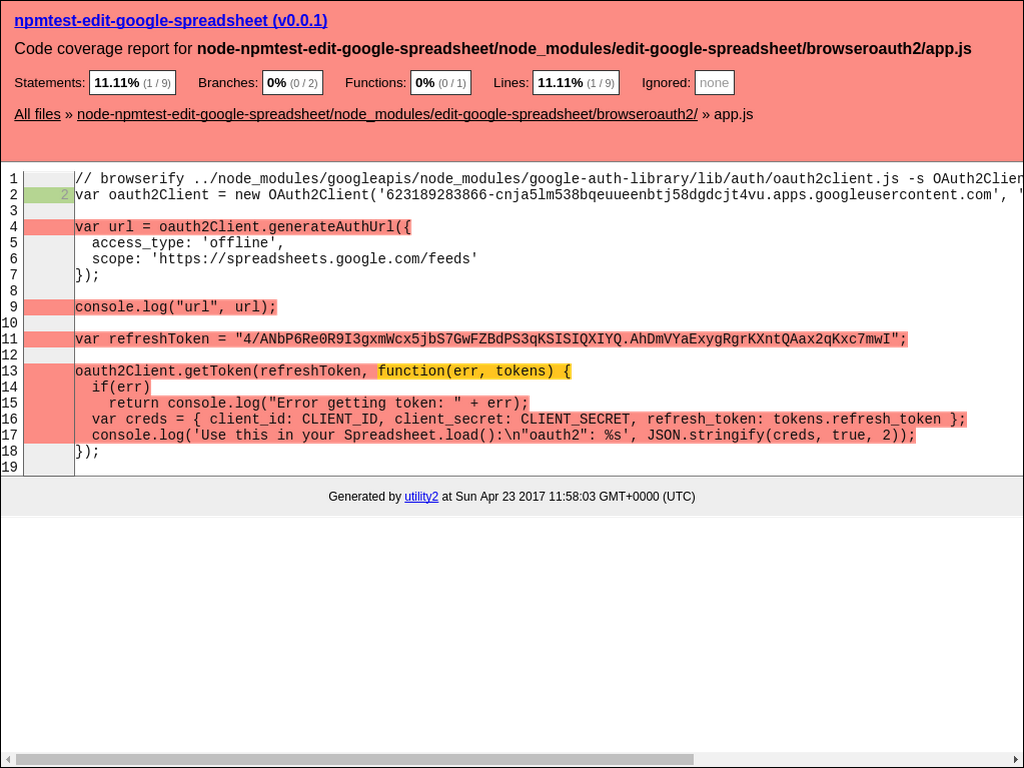 npmtest-edit-google-spreadsheet (v0.0.1)
Code coverage report for node-npmtest-edit-google-spreadsheet/node_modules/edit-google-spreadsheet/browseroauth2/app.js
Statements: 11.11% (1 / 9) Branches: 0% (0 / 2) Functions: 0% (0 / 1) Lines: 11.11% (1 / 9) Ignored: none
All files » node-npmtest-edit-google-spreadsheet/node_modules/edit-google-spreadsheet/browseroauth2/ » app.js
1 // browserify ../node_modules/googleapis/node_modules/google-auth-library/lib/auth/oauth2client.js -s OAuth2Clien
2 2 var oauth2Client = new OAuth2Client('623189283866-cnja5lm538bqeuueenbtj58dgdcjt4vu.apps.googleusercontent.com', '
3
4 var url = oauth2Client.generateAuthUrl({
5   access_type: 'offline',
6   scope: 'https://spreadsheets.google.com/feeds'
7 });
8
9 console.log("url", url);
10
11 var refreshToken = "4/ANbP6Re0R9I3gxmWcx5jbS7GwFZBdPS3qKSISIQXIYQ.AhDmVYaExygRgrKXntQAax2qKxc7mwI";
12
13 oauth2Client.getToken(refreshToken, function(err, tokens) {
14   if(err)
15     return console.log("Error getting token: " + err);
16   var creds = { client_id: CLIENT_ID, client_secret: CLIENT_SECRET, refresh_token: tokens.refresh_token };
17   console.log('Use this in your Spreadsheet.load():\n"oauth2": %s', JSON.stringify(creds, true, 2));
18 });
19
Generated by utility2 at Sun Apr 23 2017 11:58:03 GMT+0000 (UTC)